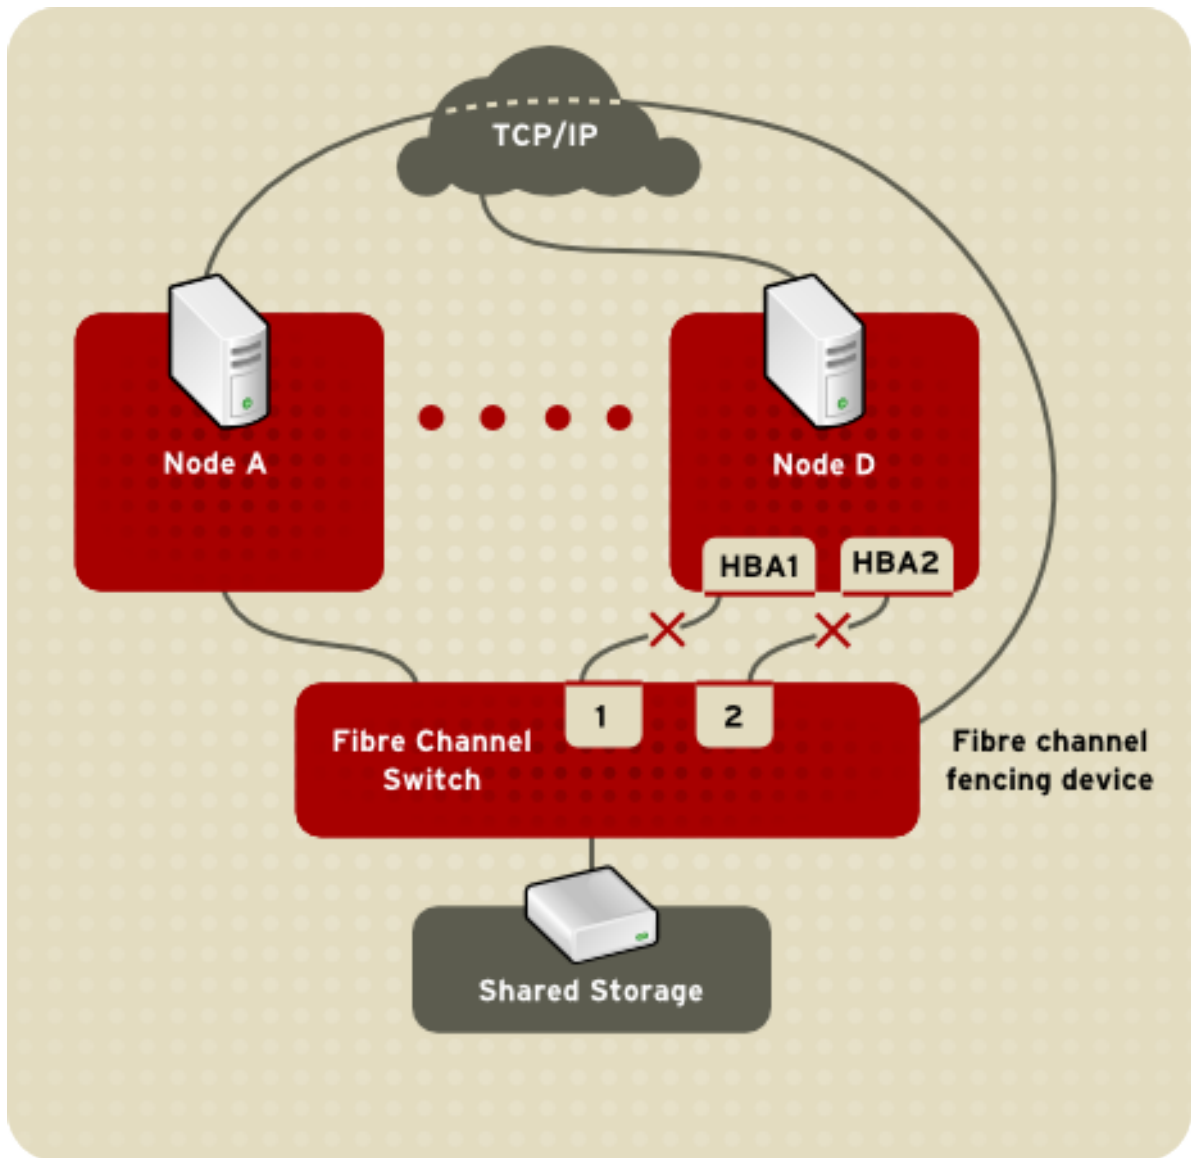 TCP/IP
Node A
Node D
HBA1
HBA2
1
2
Fibre Channel
Switch
Fibre channel
fencing device
Shared Storage